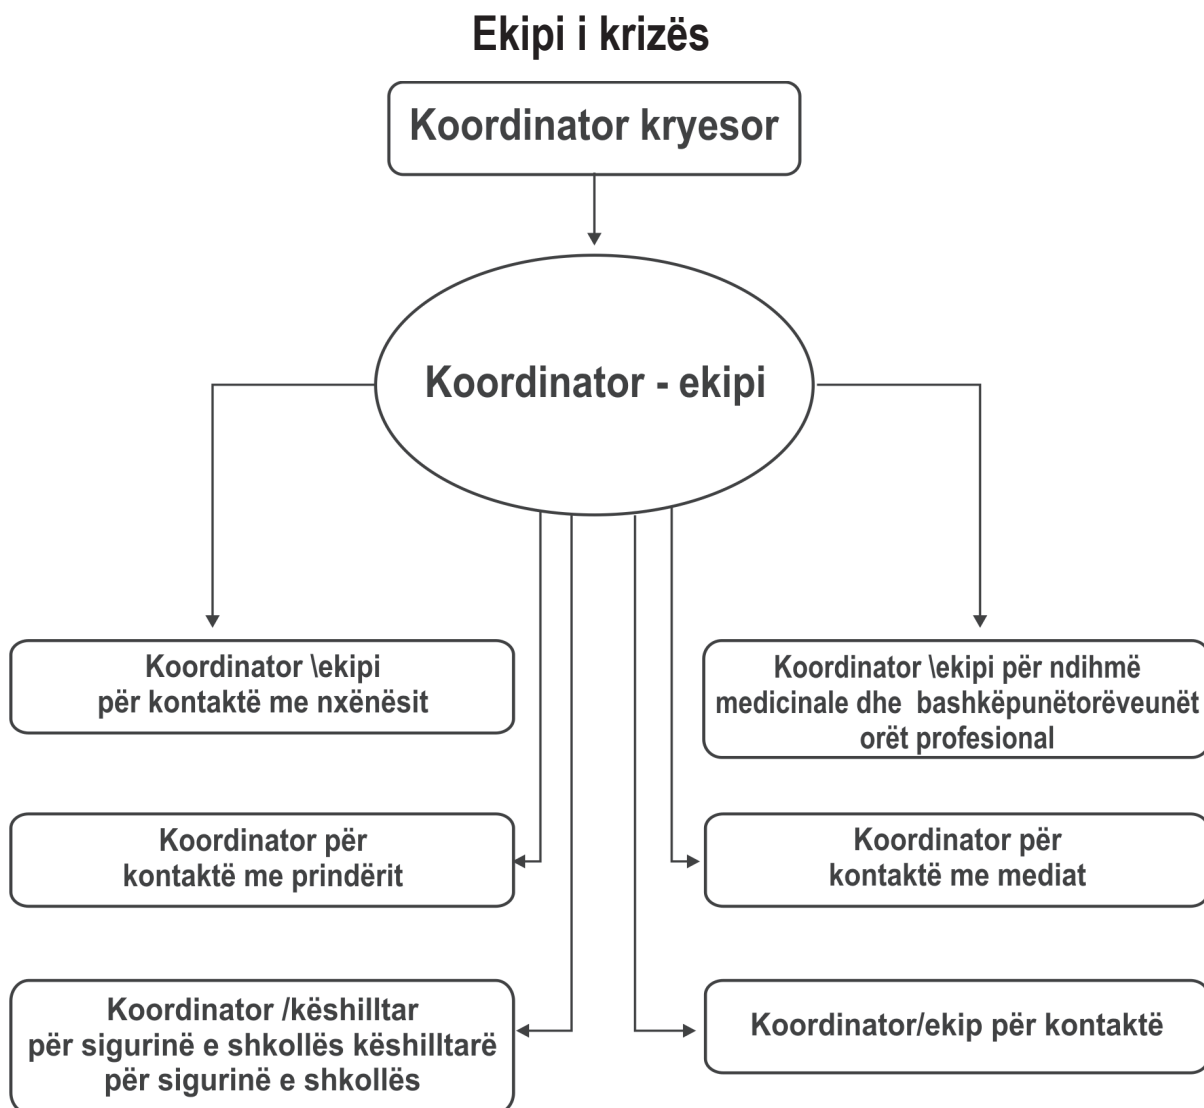 Ekipi i krizës
Koordinator kryesor
Koordinator - ekipi
Koordinator \ekipi
për kontaktë me nxënësit
Koordinator \ekipi për ndihmë
medicinale dhe bashkëpunëtorëveunët
orët profesional
Koordinator për
kontaktë me prindërit
Koordinator për
kontaktë me mediat
Koordinator /këshilltar
për sigurinë e shkollës këshilltarë
për sigurinë e shkollës
Koordinator/ekip për kontaktë